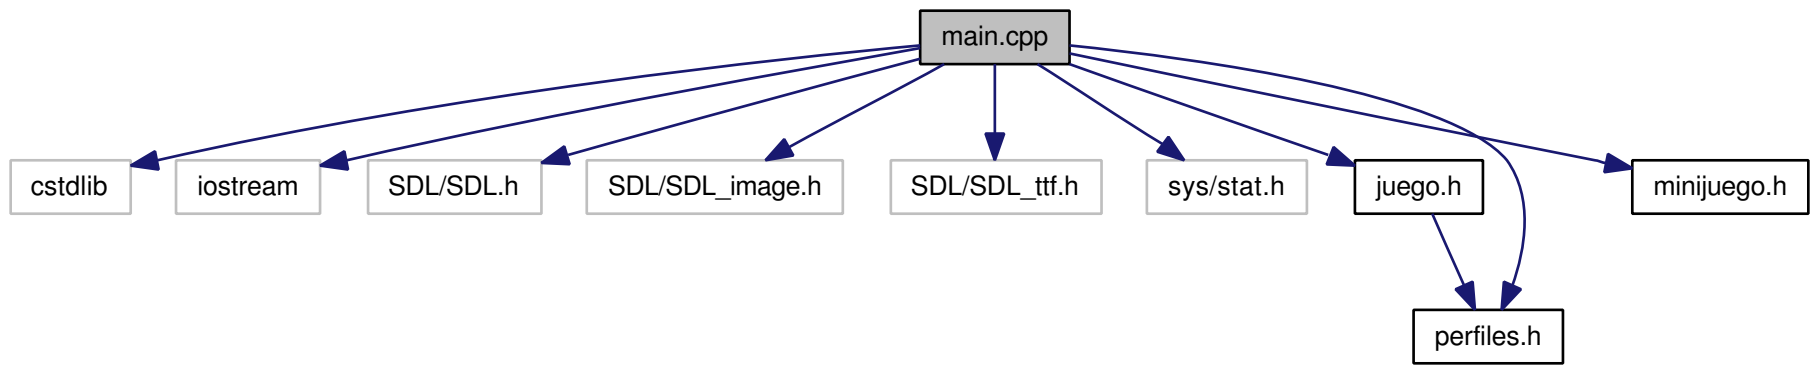 main.cpp
cstdlib
iostream
SDL/SDL.h
SDL/SDL_image.h
SDL/SDL_ttf.h
sys/stat.h
juego.h
minijuego.h
perfiles.h